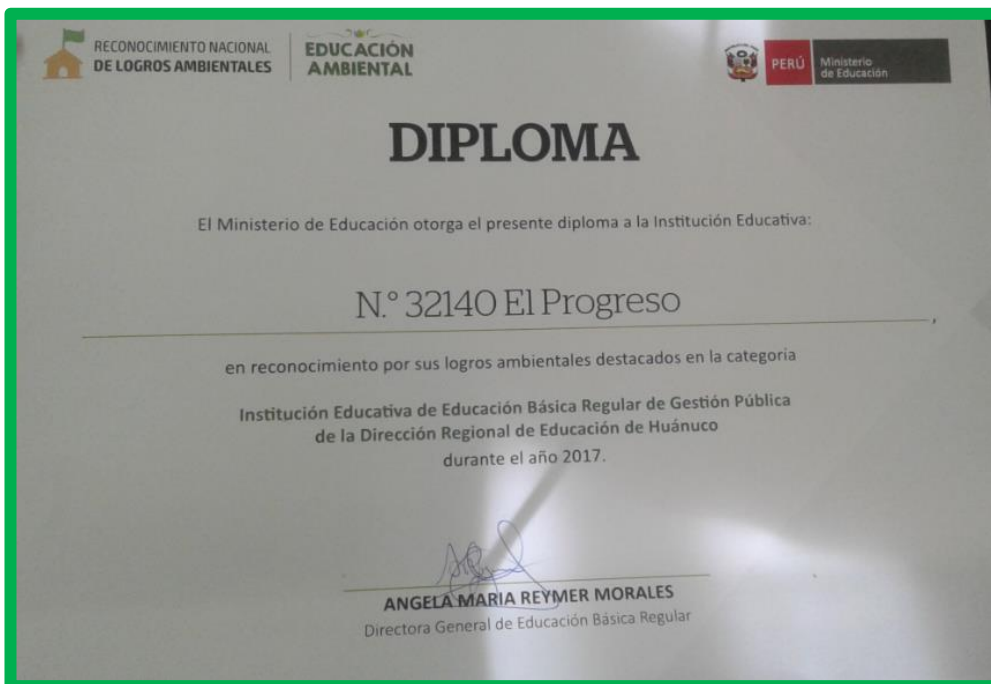 RECONOCIMIENTO NACIONAL
DE LOGROS AMBIENTALES
EDUCACIÓN
AMBIENTAL
PERÚ
Ministerio
de Educación
DIPLOMA
El Ministerio de Educación otorga el presente diploma a la Institución Educativa:
N.° 32140 El Progreso ,
en reconocimiento por sus logros ambientales destacados en la categoria
Institución Educativa de Educación Básica Regular de Gestión Pública
de la Dirección Regional de Educación de Huánuco
durante el año 2017.
ANGELA MARIA REYMER MORALES
Directora General de Educación Básica Regular